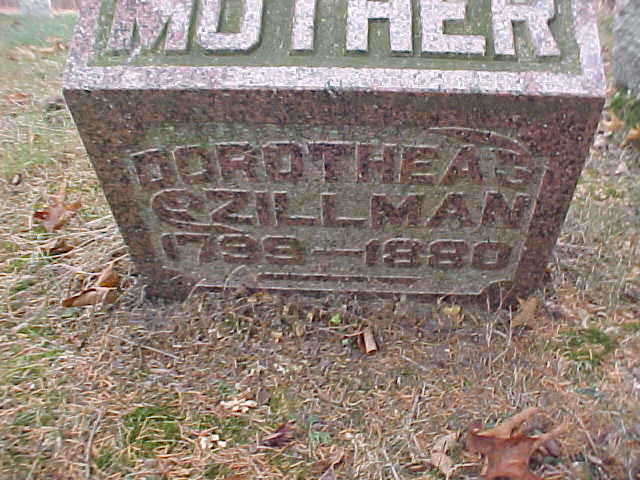 MOTHER
DOROTHEA S
ZILLMAN
1799-1880